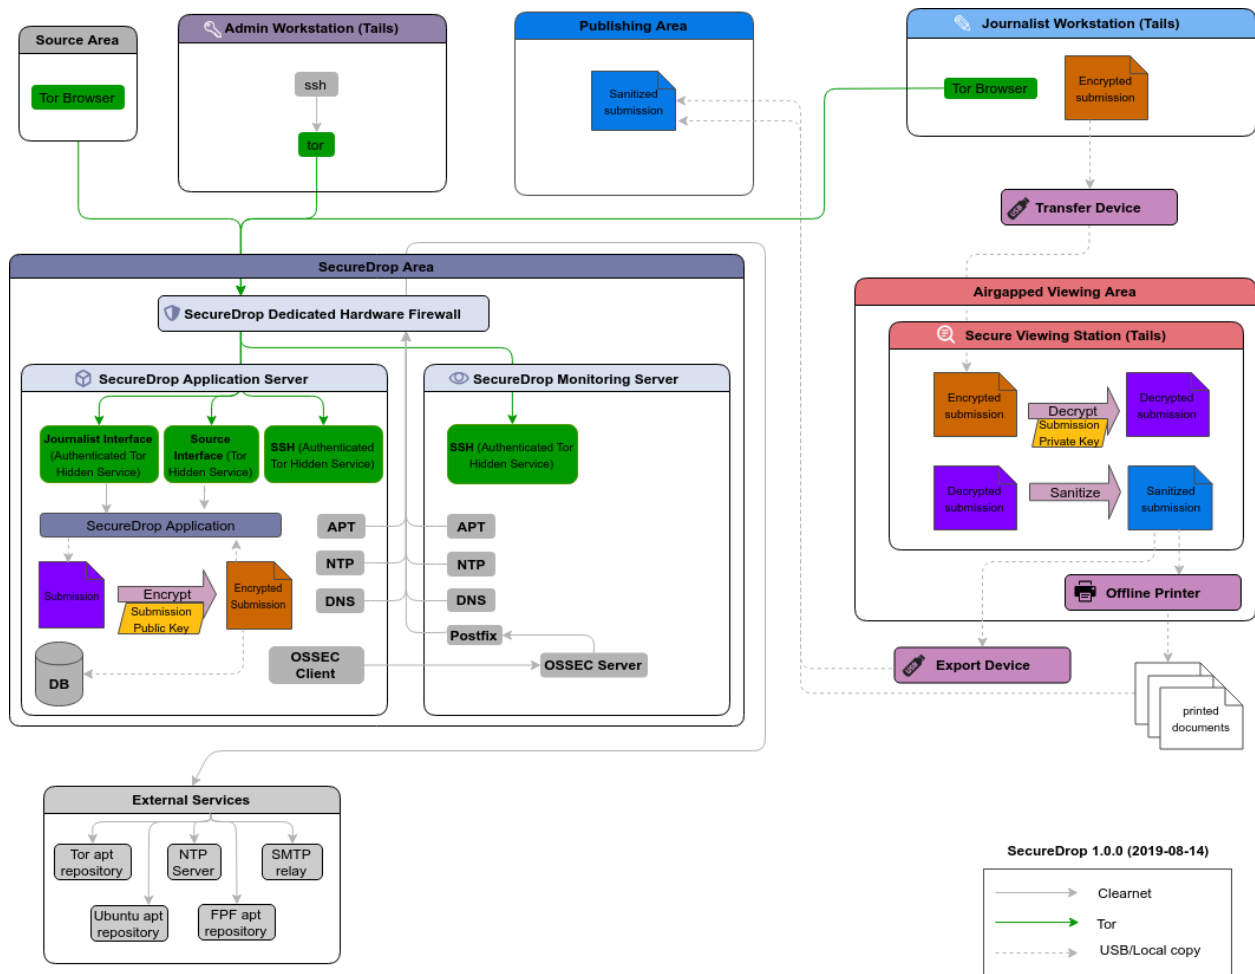 Source Area
Tor Browser
Admin Workstation (Tails)
ssh
tor
Publishing Area
Sanitized
submission
Journalist Workstation (Tails)
Tor Browser
Encrypted
submission
USB
Transfer Device
SecureDrop Area
SecureDrop Dedicated Hardware Firewall
SecureDrop Application Server
Journalist Interface
(Authenticated Tor
Hidden Service)
Source
Interface (Tor
Hidden Service)
SSH (Authenticated
Tor Hidden Service)
SecureDrop Application
Submission
Encrypt
Submission
Public Key
Encrypted
Submission
DB
APT
NTP
DNS
OSSEC
Client
SecureDrop Monitoring Server
SSH (Authenticated Tor
Hidden Service)
APT
NTP
DNS
Postfix
OSSEC Server
Airgapped Viewing Area
Secure Viewing Station (Tails)
Encrypted
submission
Decrypt
Submission
Private Key
Decrypted
submission
Decrypted
submission
Sanitize
Sanitized
submission
Offline Printer
USB
Export Device
printed
documents
External Services
Tor apt
repository
NTP
Server
SMTP
relay
Ubuntu apt
repository
FPF apt
repository
SecureDrop 1.0.0 (2019-08-14)
Clearnet
Tor
USB/Local copy